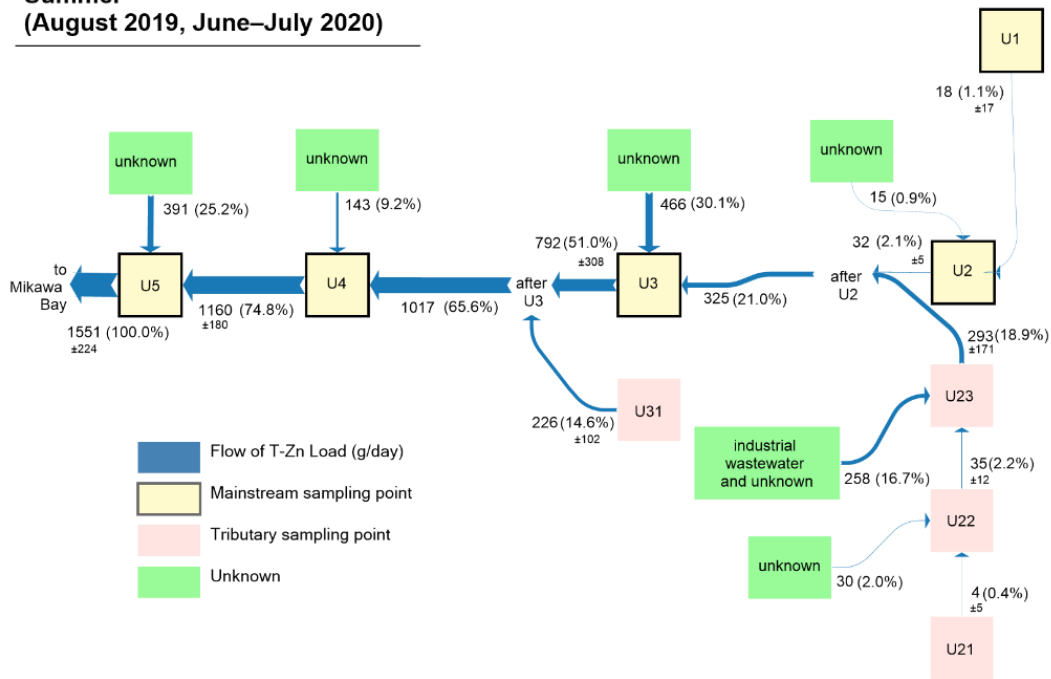 Summer
(August 2019, June–July 2020)
U1
18 (1.1%)
±17
unknown
unknown
unknown
unknown
391 (25.2%)
143 (9.2%)
466 (30.1%)
15 (0.9%)
792 (51.0%)
±308
32 (2.1%)
±5
to
Mikawa
Bay
U5
U4
after
U3
U3
after
U2
U2
1551 (100.0%)
±224
1160 (74.8%)
±180
1017 (65.6%)
325 (21.0%)
293 (18.9%)
±171
U23
226 (14.6%)
±102
U31
industrial
wastewater
and unknown
258 (16.7%)
35(2.2%)
±12
U22
unknown
30 (2.0%)
4 (0.4%)
±5
U21
Flow of T-Zn Load (g/day)
Mainstream sampling point
Tributary sampling point
Unknown